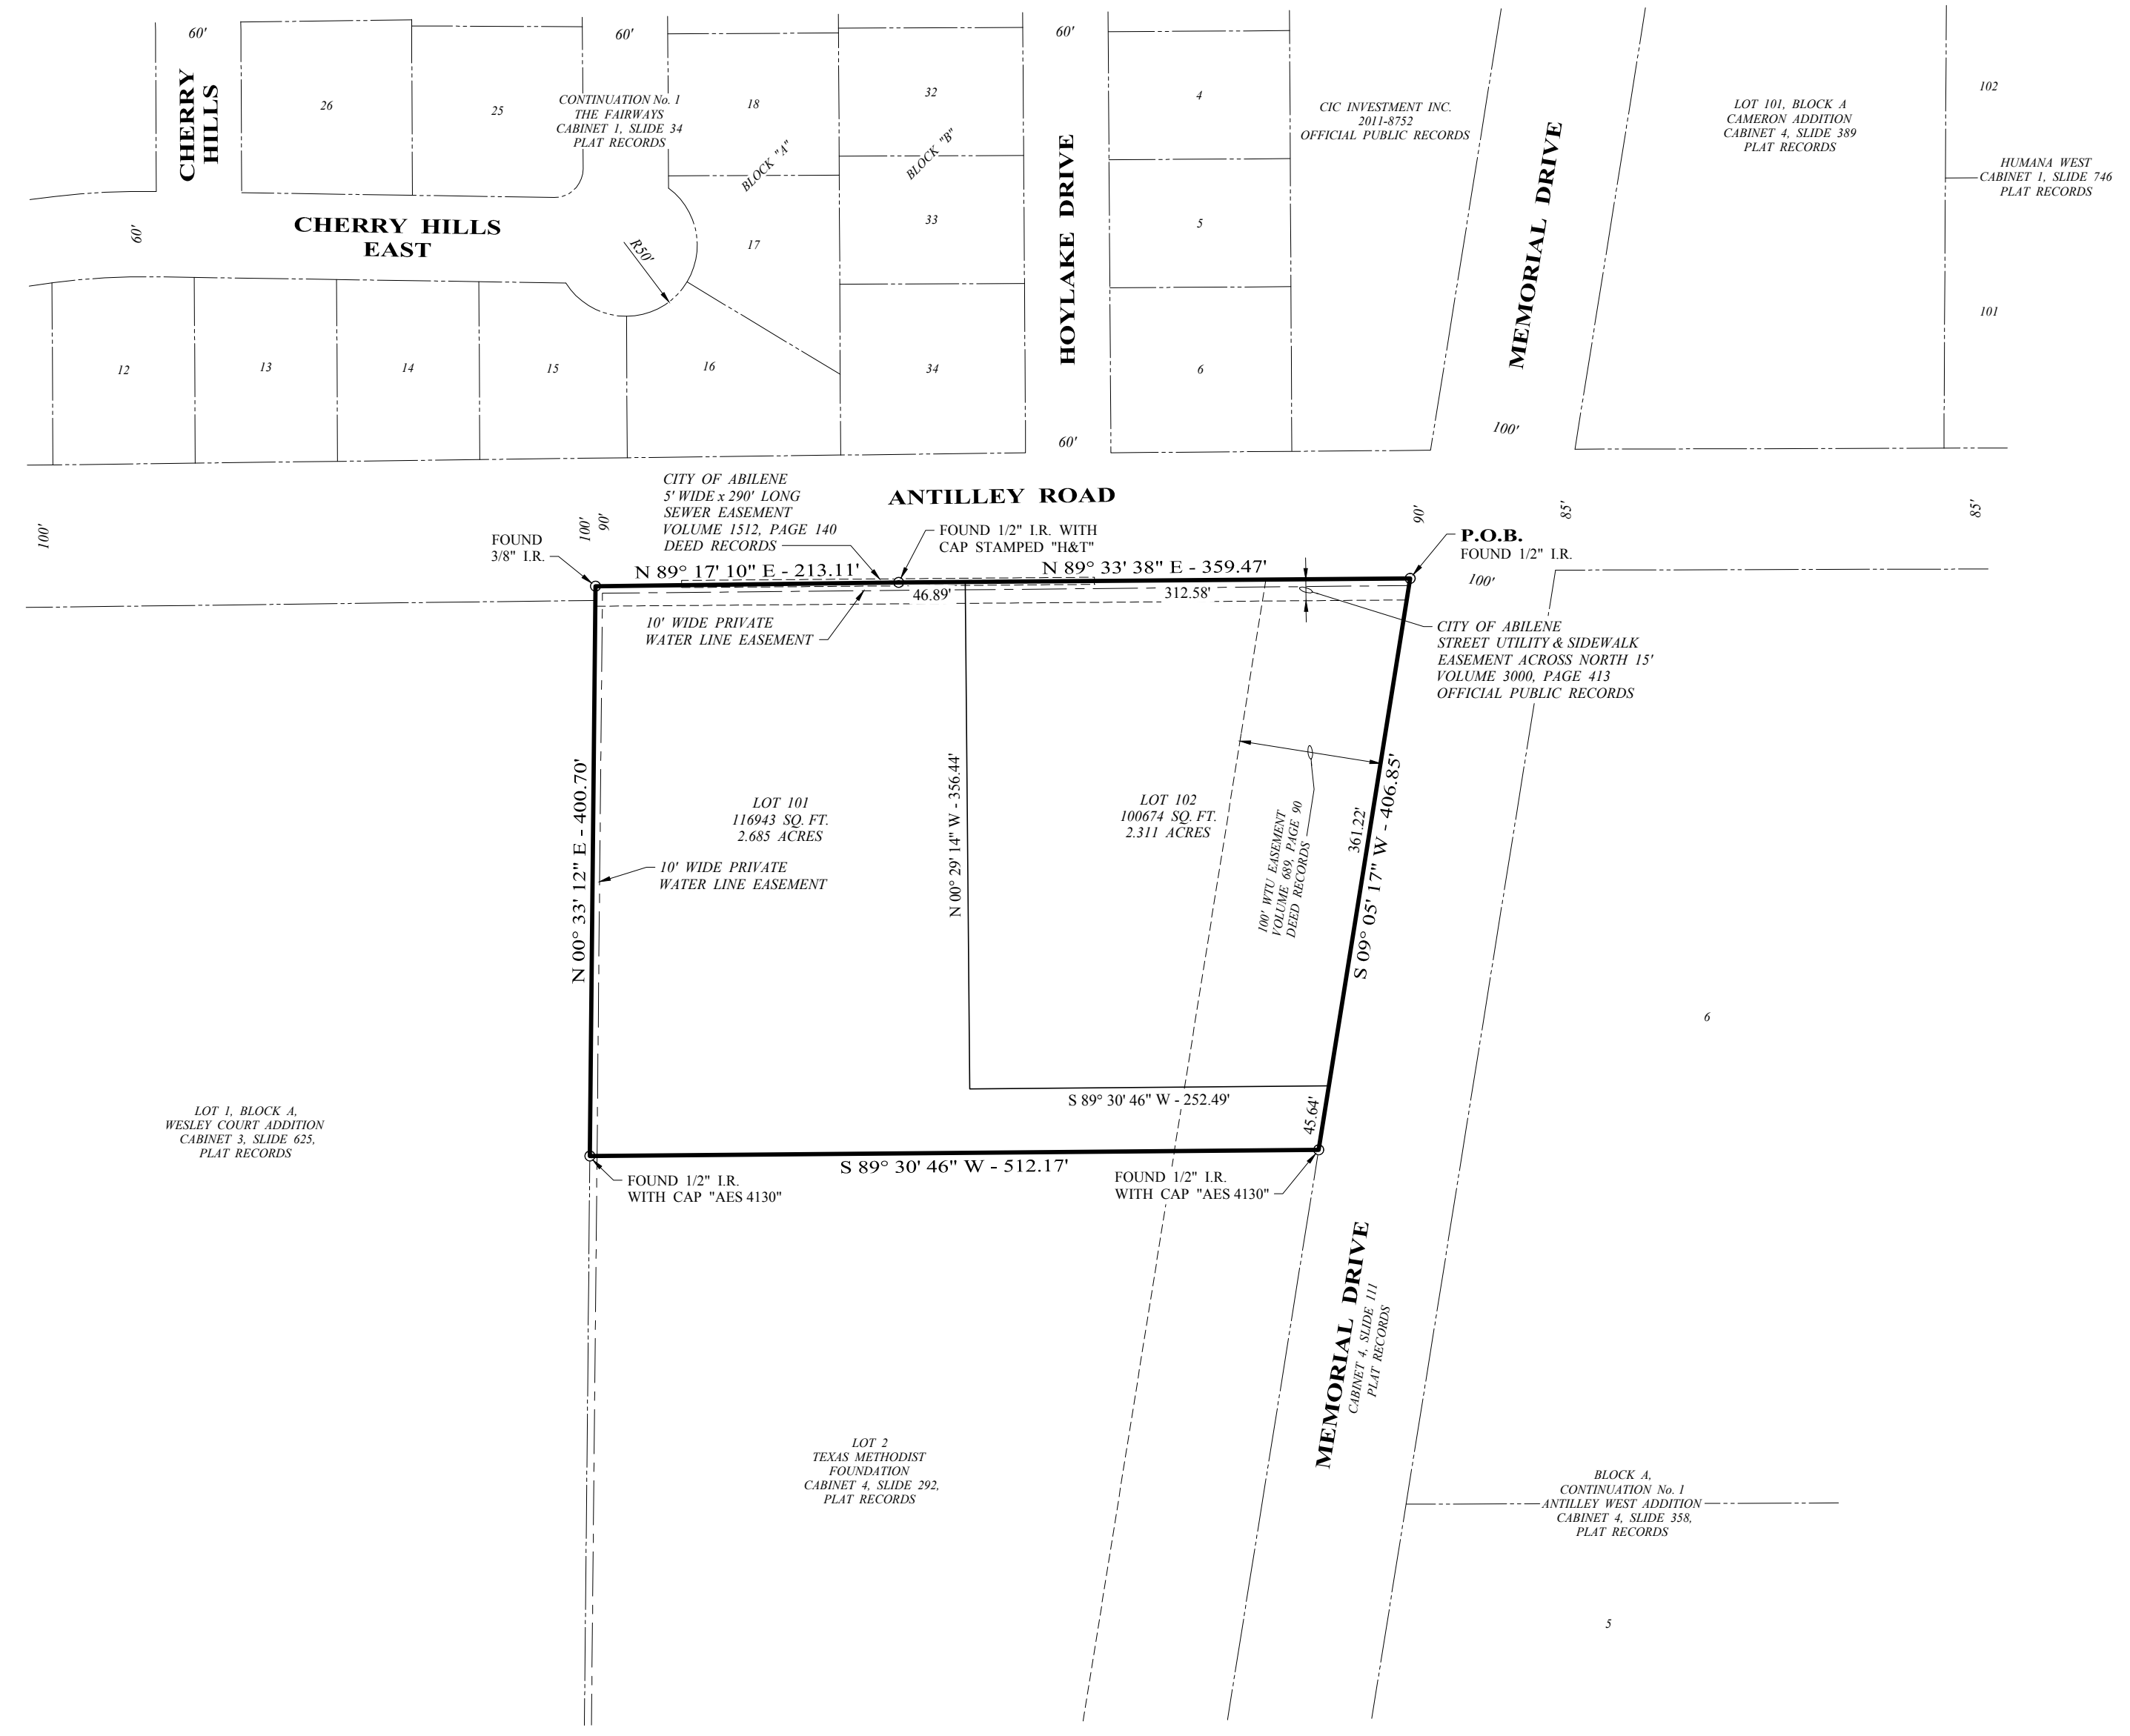 60'
60'
60'
CHERRY
HILLS
26
25
CONTINUATION No. 1
THE FAIRWAYS
CABINET 1, SLIDE 34
PLAT RECORDS
18
BLOCK "A"
32
BLOCK "B"
4
CIC INVESTMENT INC.
2011-8752
OFFICIAL PUBLIC RECORDS
MEMORIAL DRIVE
LOT 101, BLOCK A
CAMERON ADDITION
CABINET 4, SLIDE 389
PLAT RECORDS
102
HUMANA WEST
CABINET 1, SLIDE 746
PLAT RECORDS
101
60'
CHERRY HILLS
EAST
R50'
17
33
HOYLAKE DRIVE
5
12
13
14
15
16
34
6
60'
100'
100'
100'
90'
CITY OF ABILENE
5' WIDE x 290' LONG
SEWER EASEMENT
VOLUME 1512, PAGE 140
DEED RECORDS
ANTILLEY ROAD
FOUND
3/8" I.R.
FOUND 1/2" I.R. WITH
CAP STAMPED "H&T"
90'
P.O.B.
FOUND 1/2" I.R.
85'
85'
100'
N 89° 17' 10" E - 213.11'
N 89° 33' 38" E - 359.47'
46.89'
312.58'
10' WIDE PRIVATE
WATER LINE EASEMENT
CITY OF ABILENE
STREET UTILITY & SIDEWALK
EASEMENT ACROSS NORTH 15'
VOLUME 3000, PAGE 413
OFFICIAL PUBLIC RECORDS
N 00° 33' 12" E - 400.70'
LOT 101
116943 SQ. FT.
2.685 ACRES
10' WIDE PRIVATE
WATER LINE EASEMENT
N 00° 29' 14" W - 356.44'
LOT 102
100674 SQ. FT.
2.311 ACRES
100' WTU EASEMENT
VOLUME 689, PAGE 90
DEED RECORDS
361.22'
S 09° 05' 17" W - 406.85'
6
S 89° 30' 46" W - 252.49'
45.64'
LOT 1, BLOCK A,
WESLEY COURT ADDITION
CABINET 3, SLIDE 625,
PLAT RECORDS
S 89° 30' 46" W - 512.17'
FOUND 1/2" I.R.
WITH CAP "AES 4130"
FOUND 1/2" I.R.
WITH CAP "AES 4130"
MEMORIAL DRIVE
CABINET 4, SLIDE 111
PLAT RECORDS
LOT 2
TEXAS METHODIST
FOUNDATION
CABINET 4, SLIDE 292,
PLAT RECORDS
BLOCK A,
CONTINUATION No. 1
ANTILLEY WEST ADDITION
CABINET 4, SLIDE 358,
PLAT RECORDS
5